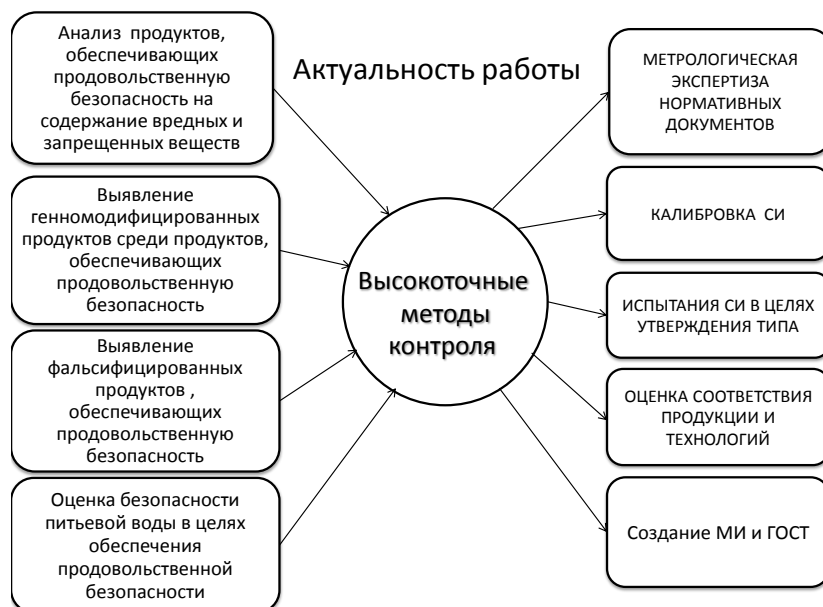 Актуальность работы
Анализ продуктов,
обеспечивающих
продовольственную
безопасность на
содержание вредных и
запрещенных веществ
Выявление
генномодифицированных
продуктов среди продуктов,
обеспечивающих
продовольственную
безопасность
Выявление
фальсифицированных
продуктов ,
обеспечивающих
продовольственную
безопасность
Оценка безопасности
питьевой воды в целях
обеспечения
продовольственной
безопасности
Высокоточные
методы
контроля
МЕТРОЛОГИЧЕСКАЯ
ЭКСПЕРТИЗА
НОРМАТИВНЫХ
ДОКУМЕНТОВ
КАЛИБРОВКА СИ
ИСПЫТАНИЯ СИ В ЦЕЛЯХ
УТВЕРЖДЕНИЯ ТИПА
ОЦЕНКА СООТВЕТСТВИЯ
ПРОДУКЦИИ И
ТЕХНОЛОГИЙ
Создание МИ и ГОСТ